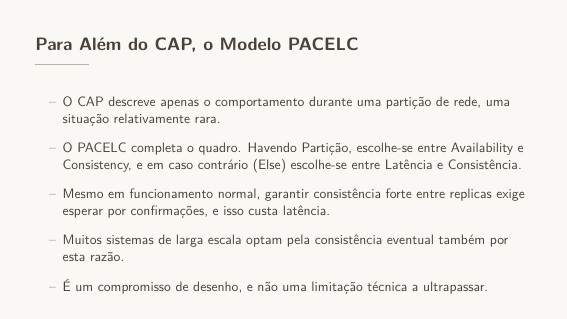 Para Além do CAP, o Modelo PACELC
– O CAP descreve apenas o comportamento durante uma partição de rede, uma
situação relativamente rara.
– O PACELC completa o quadro. Havendo Partição, escolhe-se entre Availability e
Consistency, e em caso contrário (Else) escolhe-se entre Latência e Consistência.
– Mesmo em funcionamento normal, garantir consistência forte entre replicas exige
esperar por confirmações, e isso custa latência.
– Muitos sistemas de larga escala optam pela consistência eventual também por
esta razão.
– É um compromisso de desenho, e não uma limitação técnica a ultrapassar.